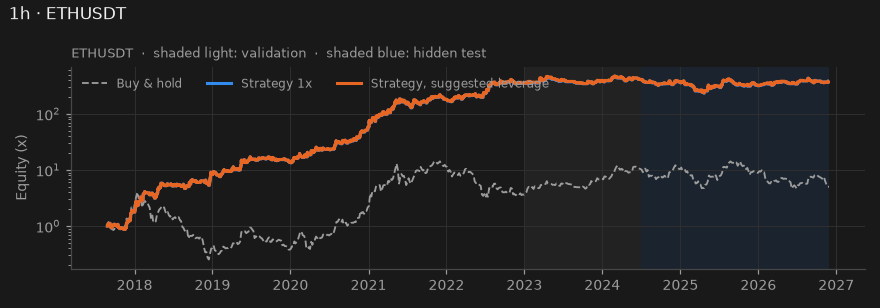 1h · ETHUSDT
ETHUSDT · shaded light: validation · shaded blue: hidden test
Buy & hold
Strategy 1x
Strategy, suggested leverage
Equity (x)
10²
10¹
10⁰
2018
2019
2020
2021
2022
2023
2024
2025
2026
2027